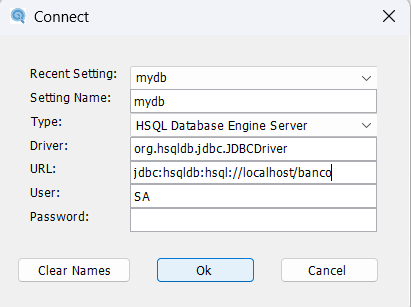 Connect
Recent Setting: mydb
Setting Name: mydb
Type: HSQL Database Engine Server
Driver: org.hsqldb.jdbc.JDBCDriver
URL: jdbc:hsqldb:hsql://localhost/banco
User: SA
Password:
Clear Names Ok Cancel